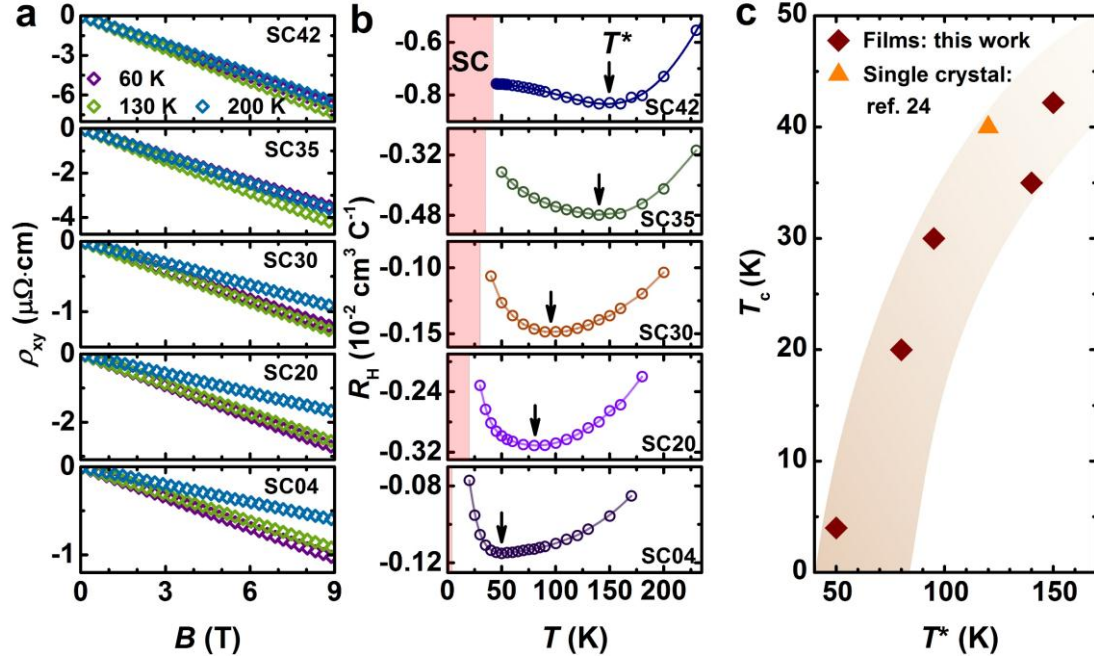 a
0
-3
-6
SC42
60 K
130 K
200 K
0
-2
-4
SC35
0
-1
SC30
0
-2
SC20
0
-1
SC04
0 3 6 9
ρxy (μΩ·cm)
B (T)
b
-0.6
-0.8
SC
T*
SC42
-0.32
-0.48
SC35
-0.10
-0.15
SC30
-0.24
-0.32
SC20
-0.08
-0.12
SC04
0 50 100 150 200
RH (10-2 cm3 C-1)
T (K)
c
50
40
30
20
10
0
Films: this work
Single crystal:
ref. 24
50 100 150
Tc (K)
T* (K)